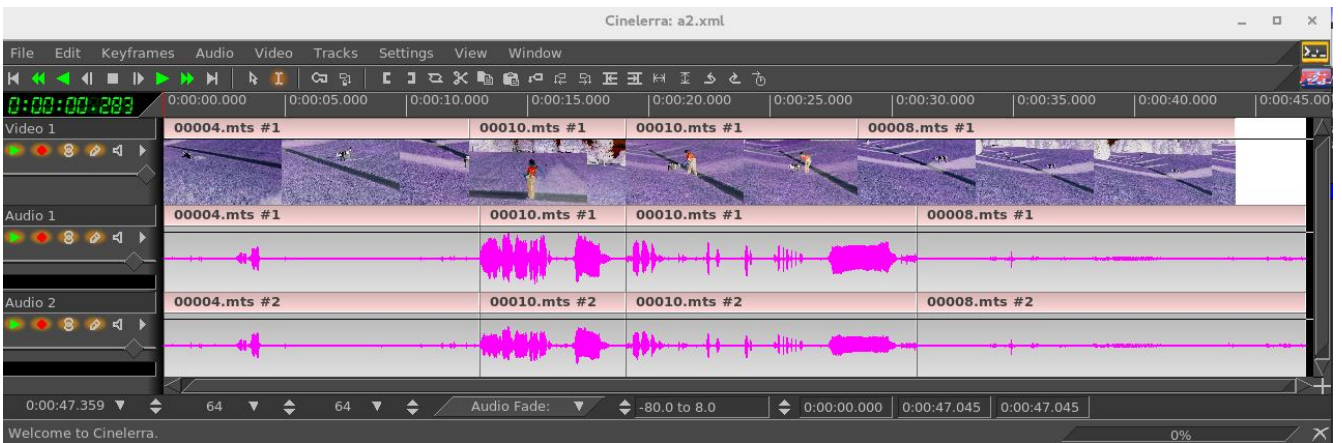 Cinelerra: a2.xml
File Edit Keyframes Audio Video Tracks Settings View Window
0:00:00.283 0:00:00.000 0:00:05.000 0:00:10.000 0:00:15.000 0:00:20.000 0:00:25.000 0:00:30.000 0:00:35.000 0:00:40.000 0:00:45.00
Video 1 00004.mts #1 00010.mts #1 00010.mts #1 00008.mts #1
Audio 1 00004.mts #1 00010.mts #1 00010.mts #1 00008.mts #1
Audio 2 00004.mts #2 00010.mts #2 00010.mts #2 00008.mts #2
0:00:47.359 64 64 Audio Fade: -80.0 to 8.0 0:00:00.000 0:00:47.045 0:00:47.045
Welcome to Cinelerra. 0%